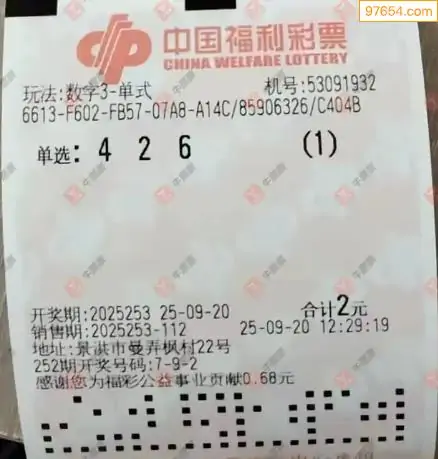 97654.com
中国福利彩票
CHINA WELFARE LOTTERY
玩法:数字3-单式 机号:53091932
6613-F602-FB57-07A8-A14C/85906326/C404B
单选: 4 2 6 (1)
开奖期:2025253 25-09-20 合计2元
销售期:2025253-112 25-09-20 12:29:19
地址:景洪市曼弄枫村22号
252期开奖号码:7-9-2
感谢您为福彩公益事业贡献0.68元